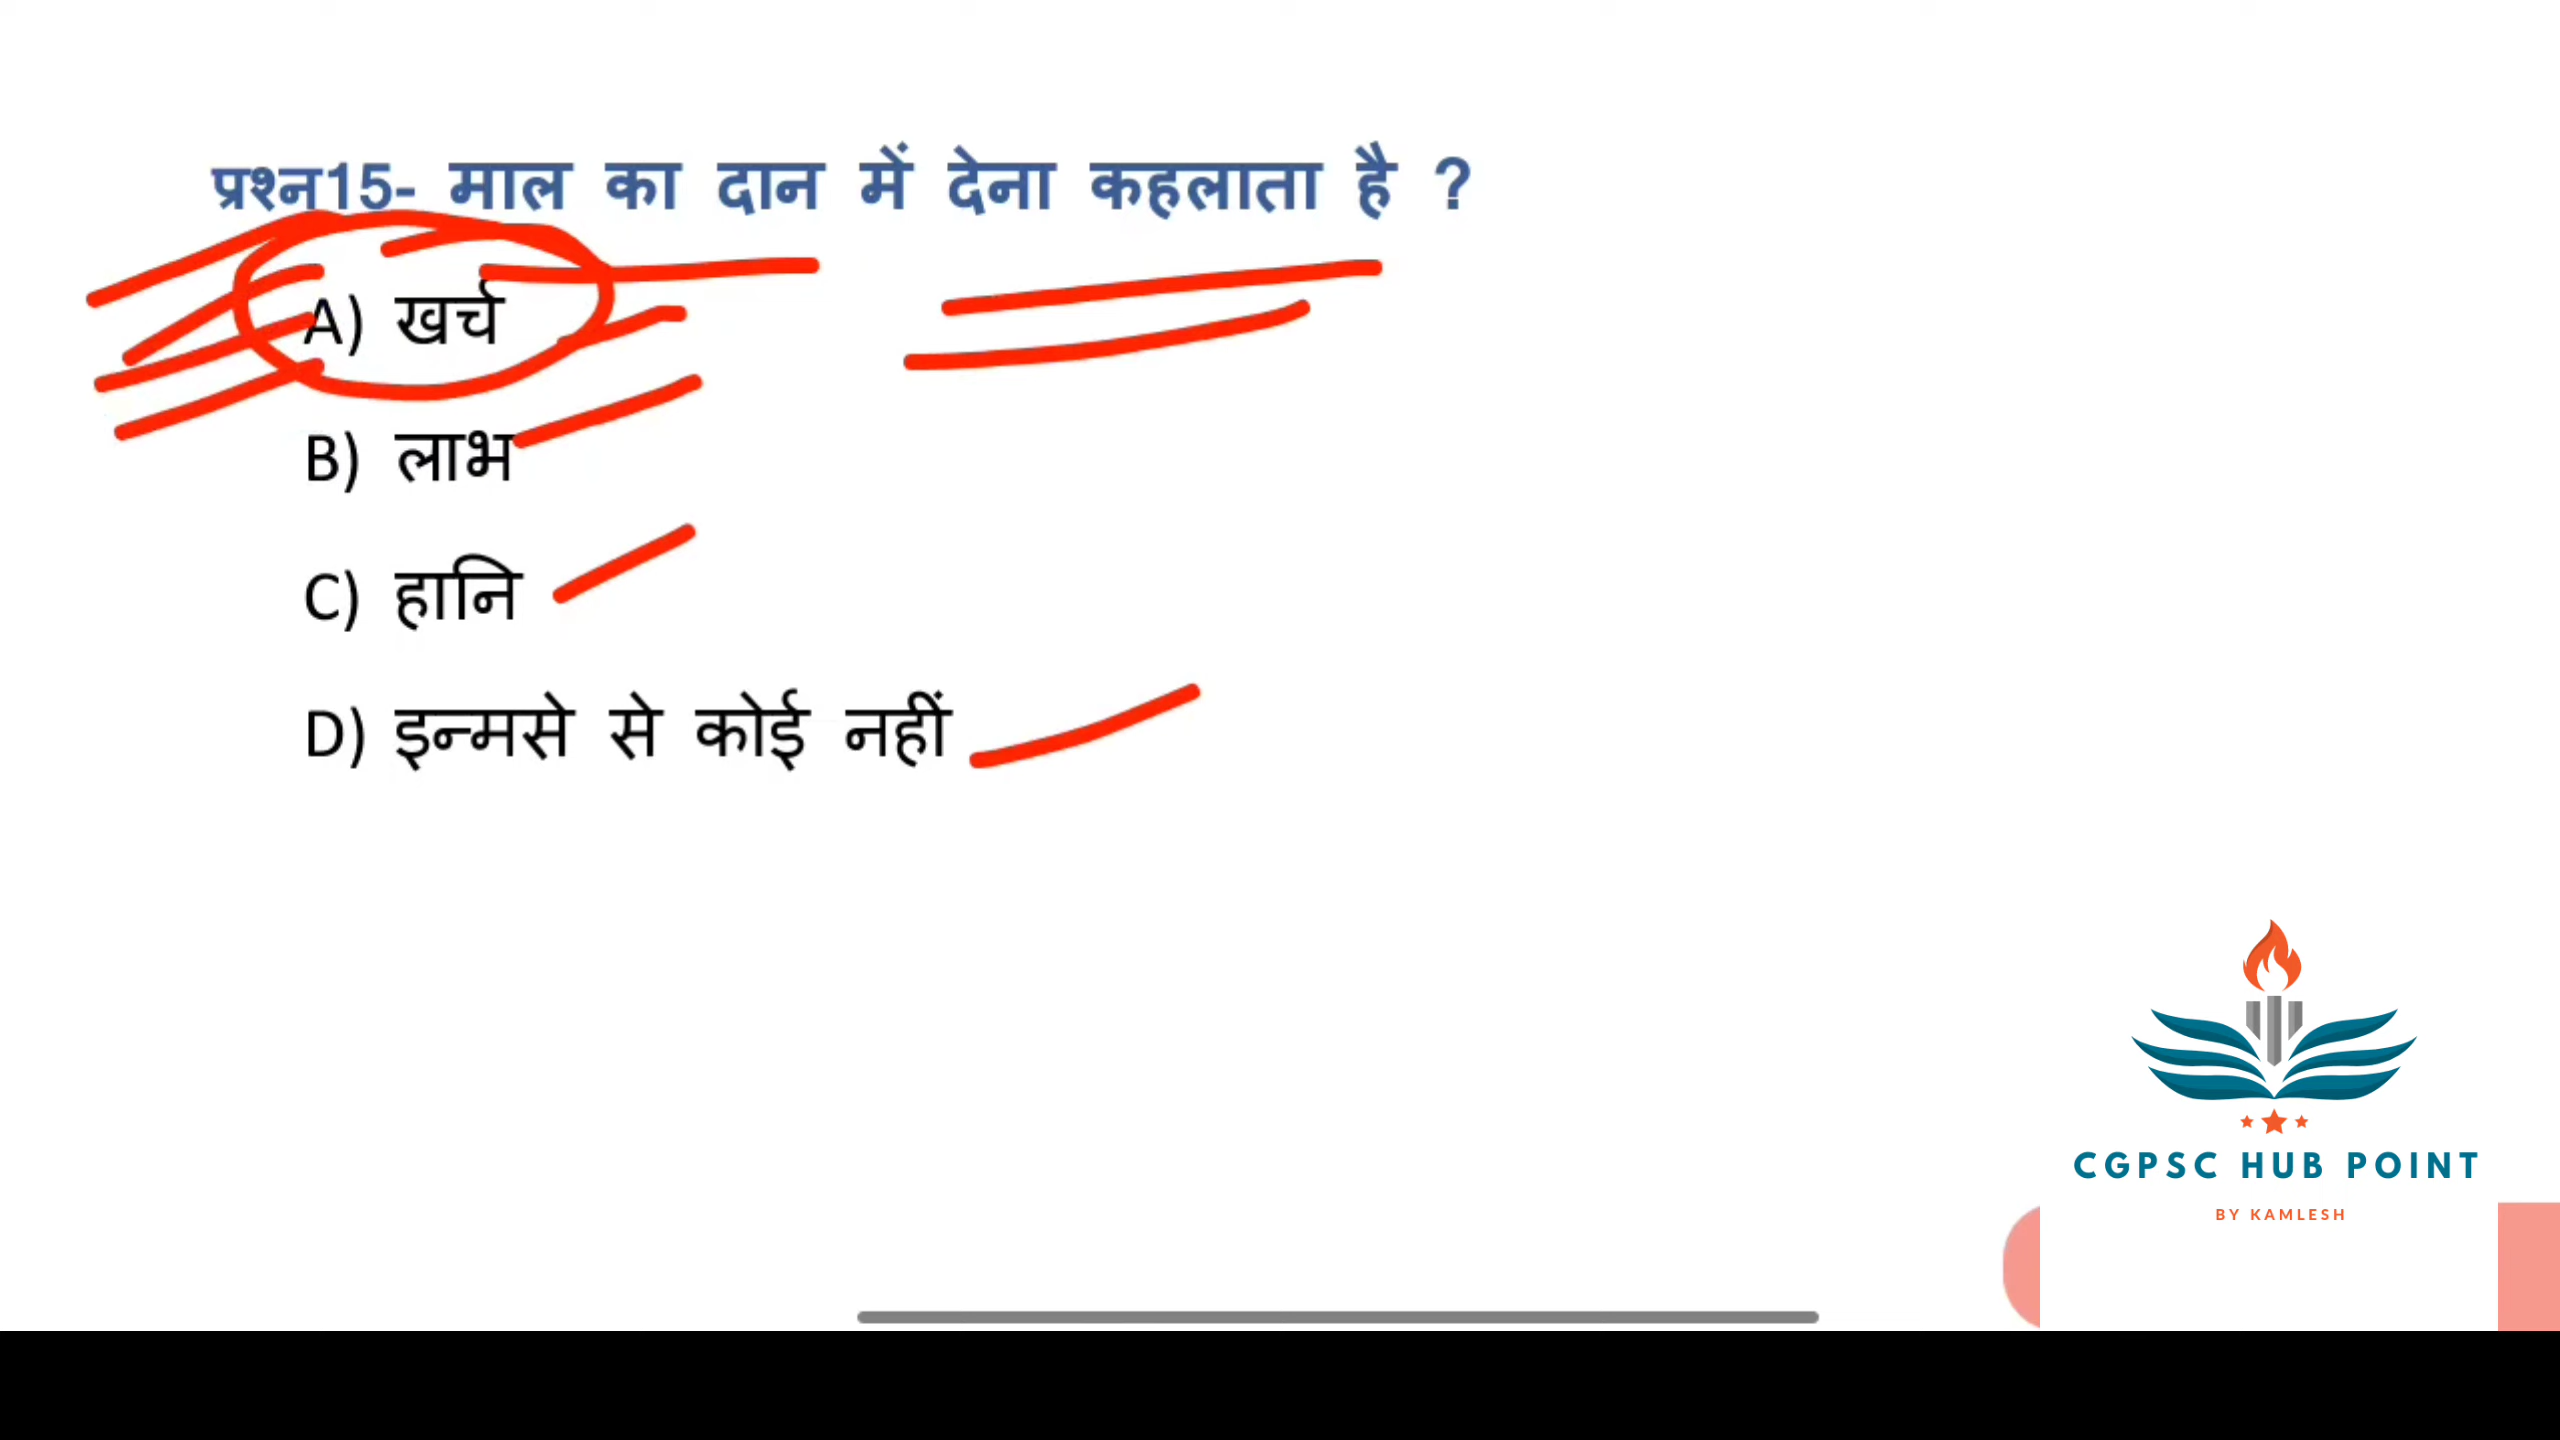 प्रश्न15- माल का दान में देना कहलाता है ?
A) खर्च
B) लाभ
C) हानि
D) इन्मसे से कोई नहीं
CGPSC HUB POINT
BY KAMLESH